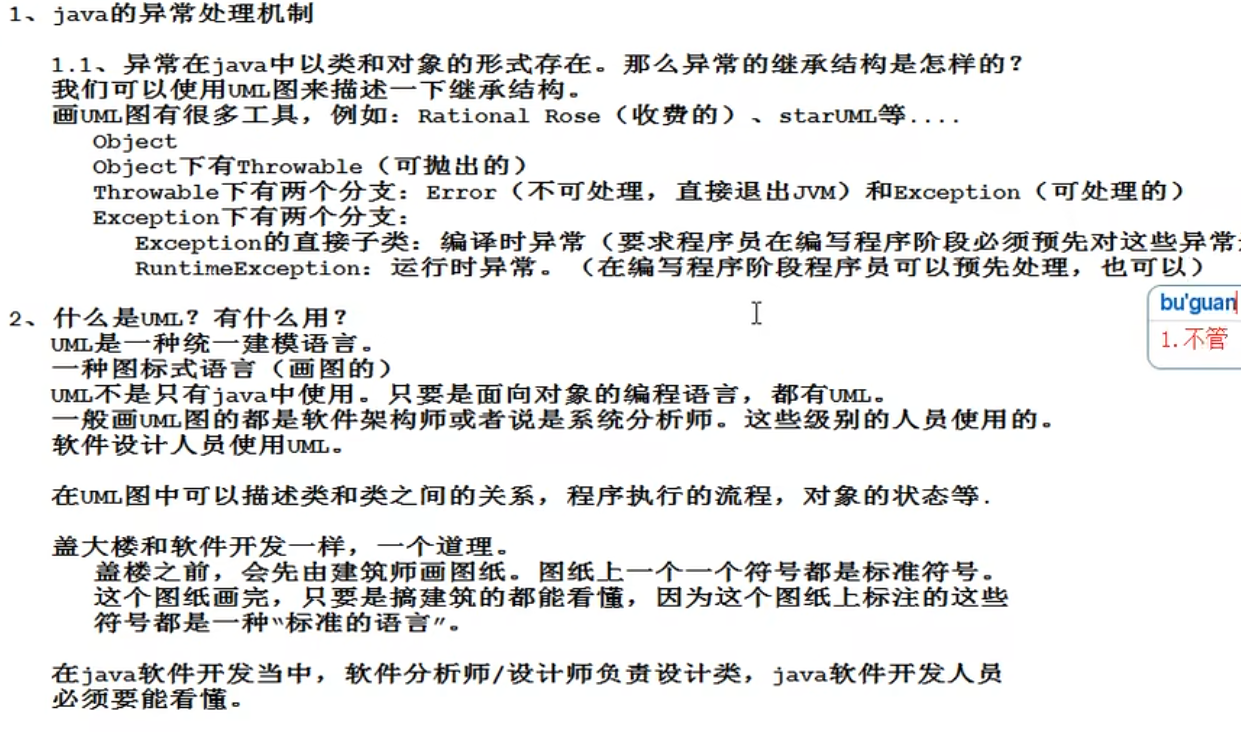 1、java的异常处理机制
1.1、异常在java中以类和对象的形式存在。那么异常的继承结构是怎样的？
我们可以使用UML图来描述一下继承结构。
画UML图有很多工具，例如：Rational Rose（收费的）、starUML等....
Object
Object下有Throwable（可抛出的）
Throwable下有两个分支：Error（不可处理，直接退出JVM）和Exception（可处理的）
Exception下有两个分支：
Exception的直接子类：编译时异常（要求程序员在编写程序阶段必须预先对这些异常
RuntimeException：运行时异常。（在编写程序阶段程序员可以预先处理，也可以）
bu'guan
1.不管
2、什么是UML？有什么用？
UML是一种统一建模语言。
一种图标式语言（画图的）
UML不是只有java中使用。只要是面向对象的编程语言，都有UML。
一般画UML图的都是软件架构师或者说是系统分析师。这些级别的人员使用的。
软件设计人员使用UML。
在UML图中可以描述类和类之间的关系，程序执行的流程，对象的状态等.
盖大楼和软件开发一样，一个道理。
盖楼之前，会先由建筑师画图纸。图纸上一个一个符号都是标准符号。
这个图纸画完，只要是搞建筑的都能看懂，因为这个图纸上标注的这些
符号都是一种“标准的语言”。
在java软件开发当中，软件分析师/设计师负责设计类，java软件开发人员
必须要能看懂。